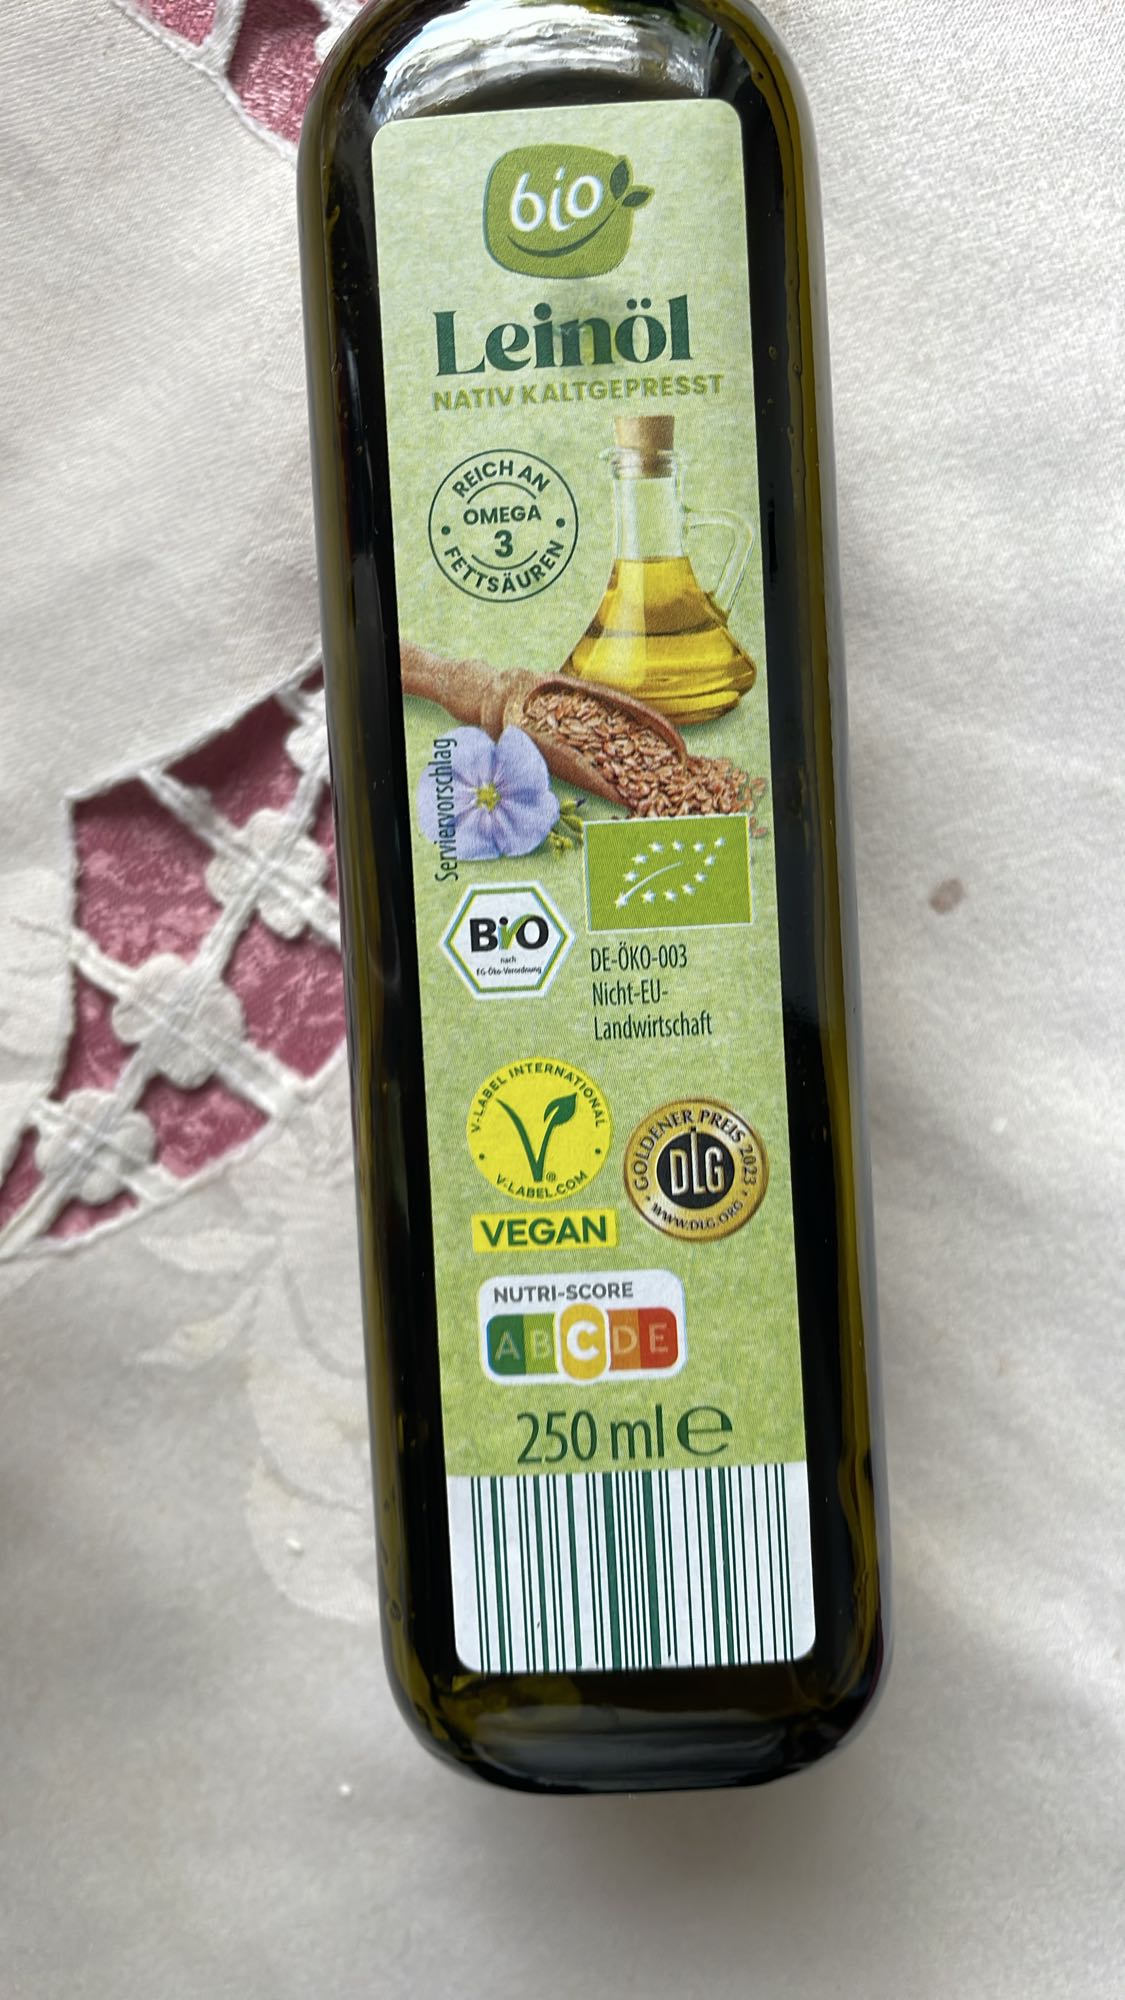 bio
Leinöl
NATIV KALTGEPRESST
REICH AN
OMEGA
3
FETTSÄUREN
Serviervorschlag
BiO
nach
EG-Öko-Verordnung
DE-ÖKO-003
Nicht-EU-
Landwirtschaft
V-LABEL INTERNATIONAL
®
V-LABEL.COM
VEGAN
GOLDENER PREIS 2023
DLG
WWW.DLG.ORG
NUTRI-SCORE
A B C D E
250 ml e